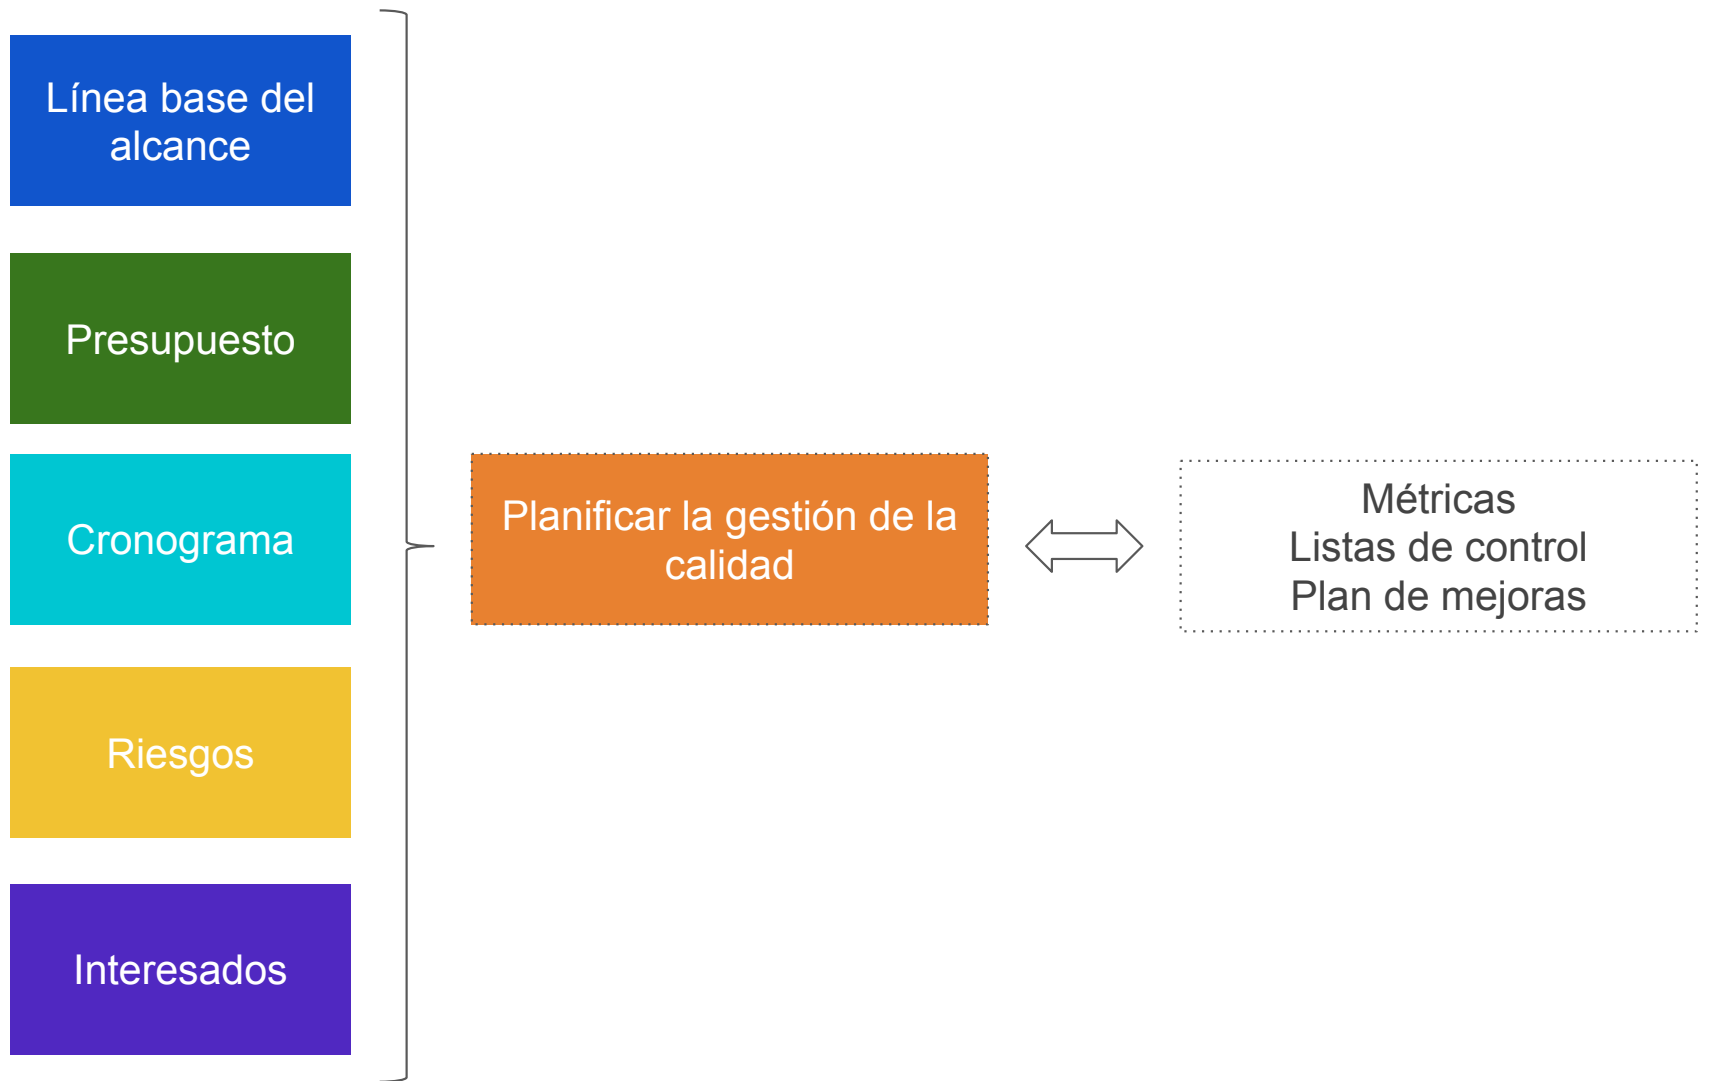 Línea base del
alcance
Presupuesto
Cronograma
Riesgos
Interesados
Planificar la gestión de la
calidad
Métricas
Listas de control
Plan de mejoras